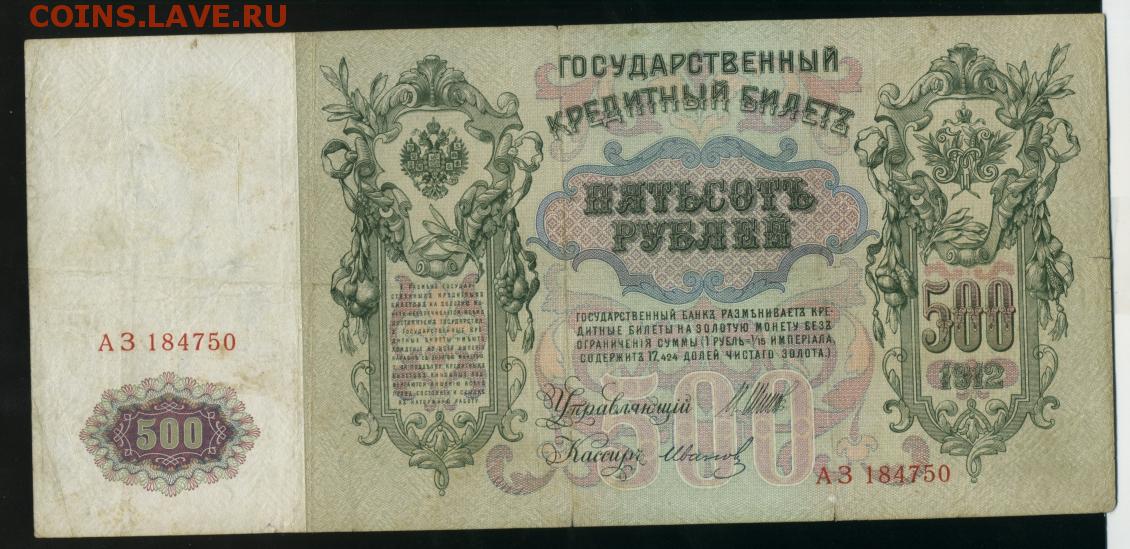 COINS.LAVE.RU
ГОСУДАРСТВЕННЫЙ
КРЕДИТНЫЙ БИЛЕТЪ
ПЯТЬСОТЪ
РУБЛЕЙ
ГОСУДАРСТВЕННЫЙ БАНКЪ РАЗМѢНИВАЕТЪ КРЕ-
ДИТНЫЕ БИЛЕТЫ НА ЗОЛОТУЮ МОНЕТУ БЕЗЪ
ОГРАНИЧЕНІЯ СУММЫ (1 РУБЛЬ = 1/15 ИМПЕРІАЛА,
СОДЕРЖИТЪ 17,424 ДОЛЕЙ ЧИСТАГО ЗОЛОТА.)
500
1912
Управляющій
500
Кассиръ
АЗ 184750
500
АЗ 184750